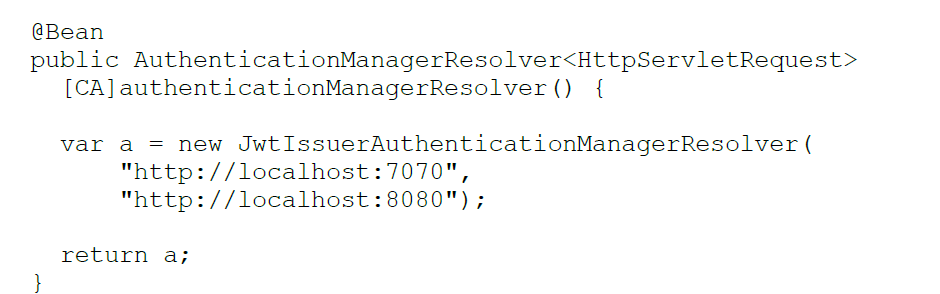 @Bean
public AuthenticationManagerResolver<HttpServletRequest>
[CA]authenticationManagerResolver() {
var a = new JwtIssuerAuthenticationManagerResolver(
"http://localhost:7070",
"http://localhost:8080");
return a;
}